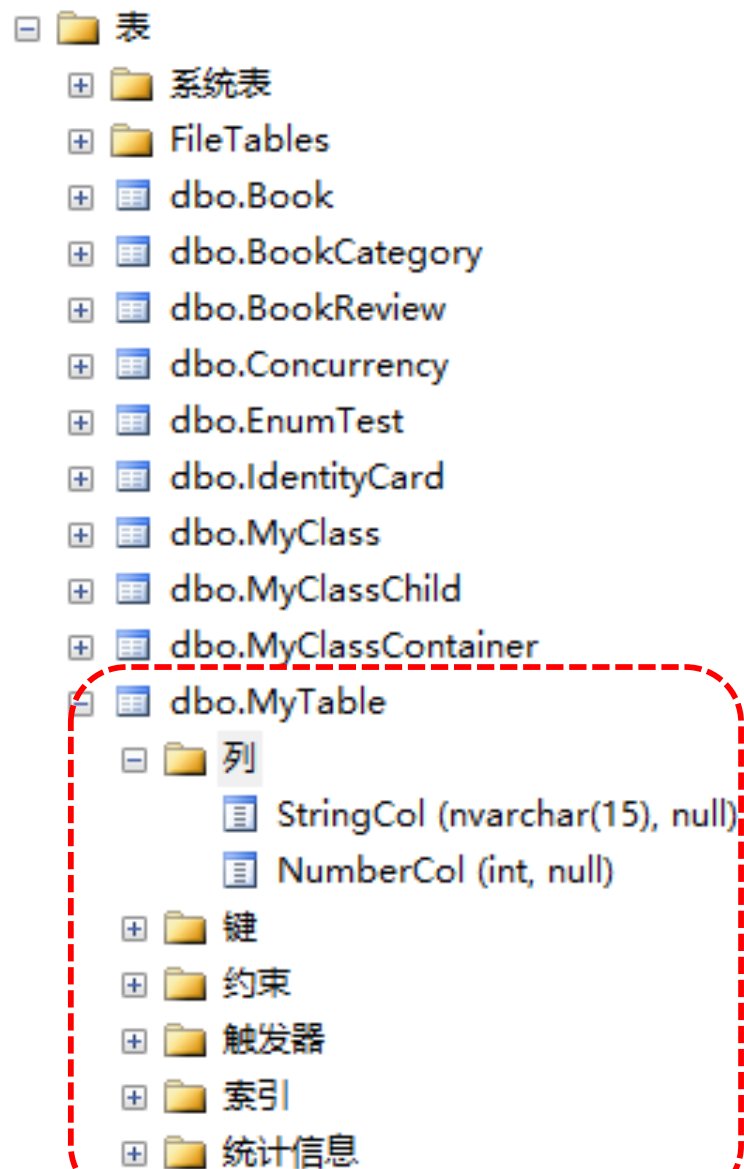 表
系统表
FileTables
dbo.Book
dbo.BookCategory
dbo.BookReview
dbo.Concurrency
dbo.EnumTest
dbo.IdentityCard
dbo.MyClass
dbo.MyClassChild
dbo.MyClassContainer
dbo.MyTable
列
StringCol (nvarchar(15), null)
NumberCol (int, null)
键
约束
触发器
索引
统计信息